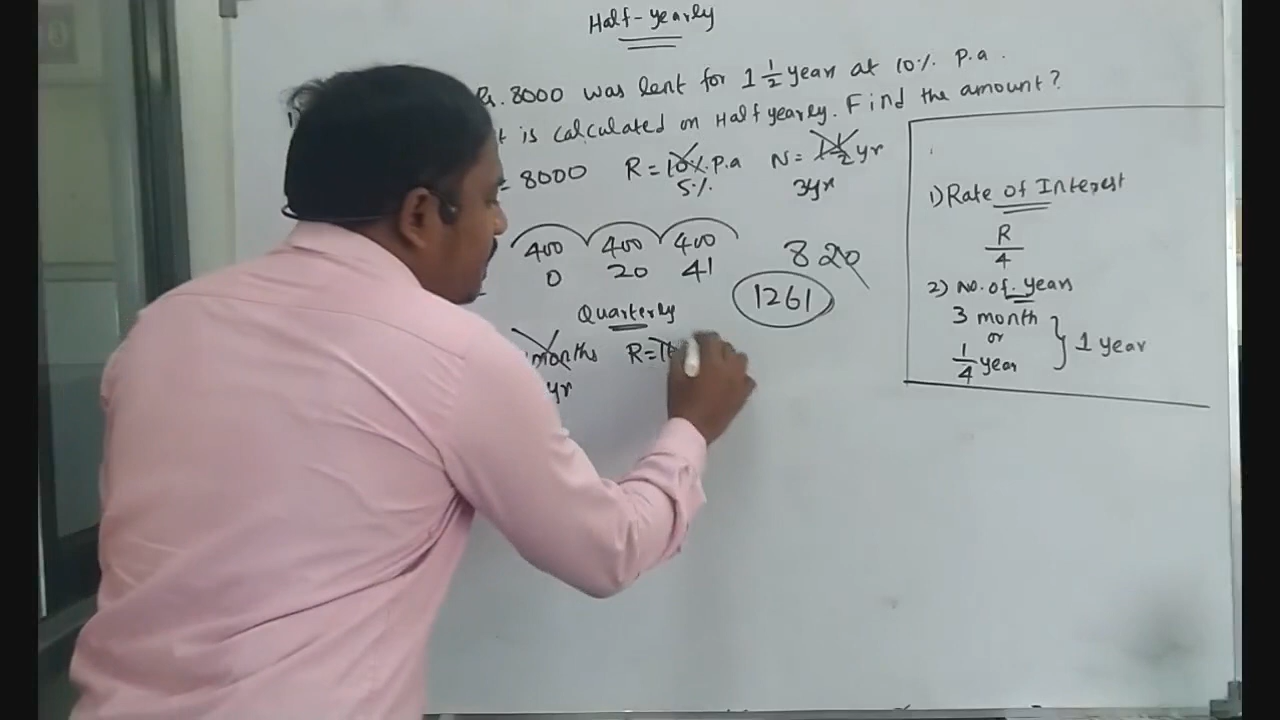 Half-yearly
1) Rs. 8000 was lent for 1 1/2 year at 10% p.a.
t is calculated on Half yearly. Find the amount?
= 8000 R = 10% p.a N = 1 1/2 yr
5% 3yr
400 400 400 820
0 20 41
1261
Quarterly
months R=
yr
1) Rate of Interest
R
4
2) No. of. years
3 month
or
1/4 year
} 1 year